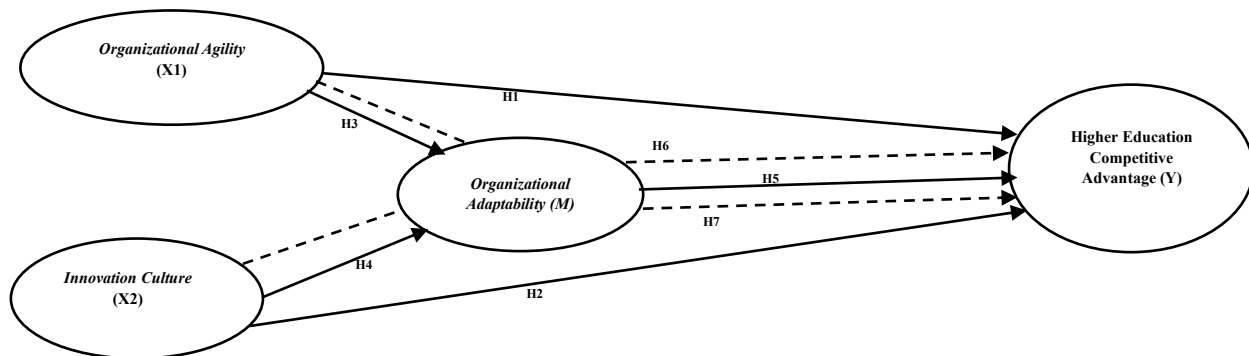 Organizational Agility
(X1)
H1
H3
Higher Education
Competitive
Advantage (Y)
H6
Organizational
Adaptability (M)
H5
H7
Innovation Culture
(X2)
H4
H2